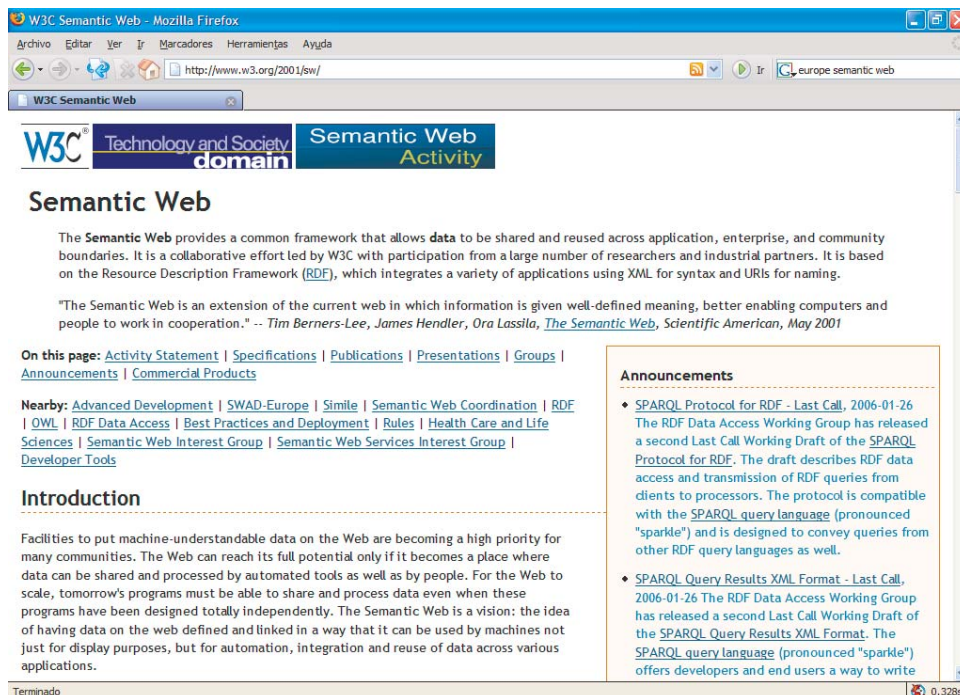 W3C Semantic Web - Mozilla Firefox
Archivo Editar Ver Ir Marcadores Herramientas Ayuda
http://www.w3.org/2001/sw/ Ir europe semantic web
W3C Semantic Web
W3C® Technology and Society domain Semantic Web Activity
Semantic Web
The Semantic Web provides a common framework that allows data to be shared and reused across application, enterprise, and community
boundaries. It is a collaborative effort led by W3C with participation from a large number of researchers and industrial partners. It is based
on the Resource Description Framework (RDF), which integrates a variety of applications using XML for syntax and URIs for naming.
"The Semantic Web is an extension of the current web in which information is given well-defined meaning, better enabling computers and
people to work in cooperation." -- Tim Berners-Lee, James Hendler, Ora Lassila, The Semantic Web, Scientific American, May 2001
On this page: Activity Statement | Specifications | Publications | Presentations | Groups |
Announcements | Commercial Products
Nearby: Advanced Development | SWAD-Europe | Simile | Semantic Web Coordination | RDF
| OWL | RDF Data Access | Best Practices and Deployment | Rules | Health Care and Life
Sciences | Semantic Web Interest Group | Semantic Web Services Interest Group |
Developer Tools
Introduction
Facilities to put machine-understandable data on the Web are becoming a high priority for
many communities. The Web can reach its full potential only if it becomes a place where
data can be shared and processed by automated tools as well as by people. For the Web to
scale, tomorrow's programs must be able to share and process data even when these
programs have been designed totally independently. The Semantic Web is a vision: the idea
of having data on the web defined and linked in a way that it can be used by machines not
just for display purposes, but for automation, integration and reuse of data across various
applications.
Announcements
SPARQL Protocol for RDF - Last Call, 2006-01-26
The RDF Data Access Working Group has released
a second Last Call Working Draft of the SPARQL
Protocol for RDF. The draft describes RDF data
access and transmission of RDF queries from
clients to processors. The protocol is compatible
with the SPARQL query language (pronounced
"sparkle") and is designed to convey queries from
other RDF query languages as well.
SPARQL Query Results XML Format - Last Call,
2006-01-26 The RDF Data Access Working Group
has released a second Last Call Working Draft of
the SPARQL Query Results XML Format. The
SPARQL query language (pronounced "sparkle")
offers developers and end users a way to write
Terminado 0.328s